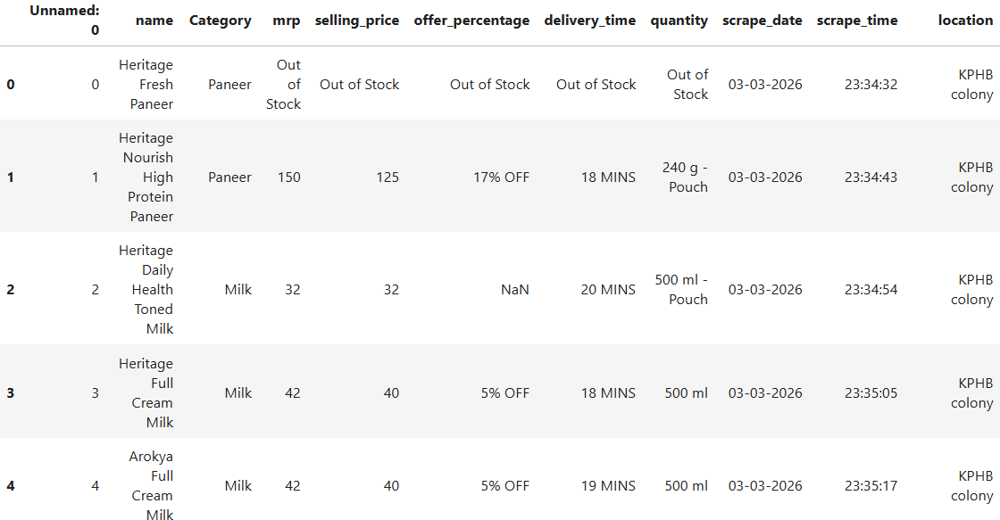 Unnamed: 0 name Category mrp selling_price offer_percentage delivery_time quantity scrape_date scrape_time location
0 0 Heritage Fresh Paneer Paneer Out of Stock Out of Stock Out of Stock Out of Stock Out of Stock 03-03-2026 23:34:32 KPHB colony
1 1 Heritage Nourish High Protein Paneer Paneer 150 125 17% OFF 18 MINS 240 g - Pouch 03-03-2026 23:34:43 KPHB colony
2 2 Heritage Daily Health Toned Milk Milk 32 32 NaN 20 MINS 500 ml - Pouch 03-03-2026 23:34:54 KPHB colony
3 3 Heritage Full Cream Milk Milk 42 40 5% OFF 18 MINS 500 ml 03-03-2026 23:35:05 KPHB colony
4 4 Arokya Full Cream Milk Milk 42 40 5% OFF 19 MINS 500 ml 03-03-2026 23:35:17 KPHB colony